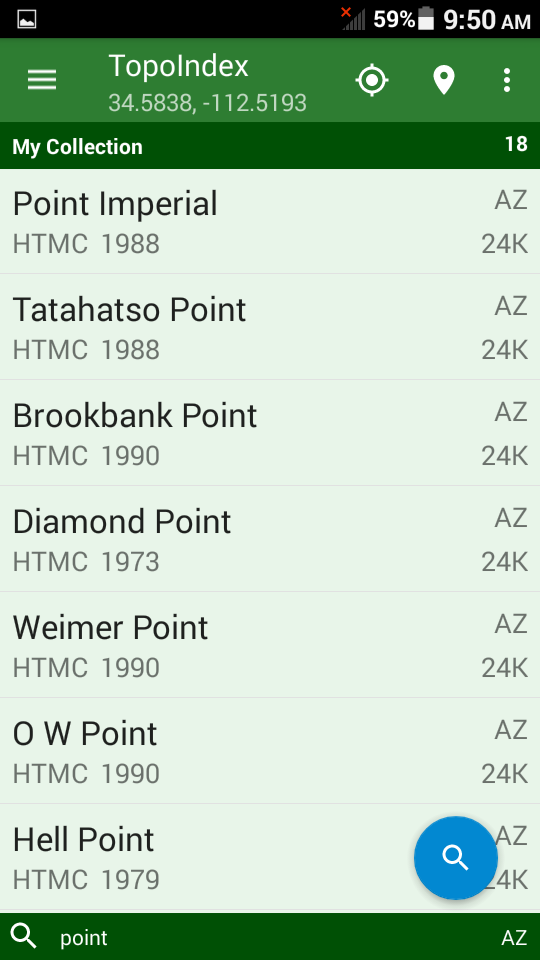 59% 9:50 AM
TopoIndex
34.5838, -112.5193
My Collection 18
Point Imperial AZ
HTMC 1988 24K
Tatahatso Point AZ
HTMC 1988 24K
Brookbank Point AZ
HTMC 1990 24K
Diamond Point AZ
HTMC 1973 24K
Weimer Point AZ
HTMC 1990 24K
O W Point AZ
HTMC 1990 24K
Hell Point AZ
HTMC 1979 24K
point AZ